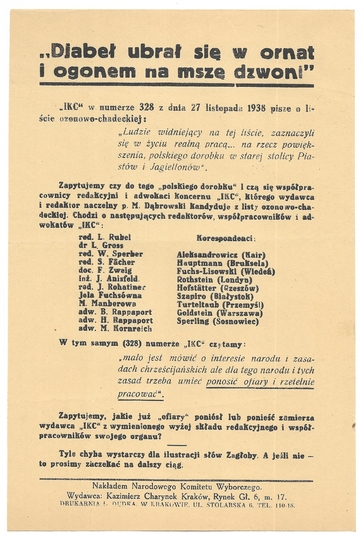 „Djabeł ubrał się w ornat
i ogonem na mszę dzwoni”
„IKC“ w numerze 328 z dnia 27 listopada 1938 pisze o li-
ście ozonowo-chadeckiej:
„Ludzie widniejący na tej liście, zaznaczyli
się w życiu realną pracą... na rzecz powięk-
szenia, polskiego dorobku w starej stolicy Pia-
stów i Jagiellonów“.
Zapytujemy czy do tego „polskiego dorobku“ i czą się współpra-
cownicy redakcyjni i adwokaci Koncernu „IKC“, którego wydawca
i redaktor naczelny p. M. Dąbrowski kandyduje z listy ozonowo-cha-
deckiej. Chodzi o następujących redaktorów, współpracowników i ad-
wokatów „IKC“:
red. L. Rubel
dr L. Gross
red. W. Sperber
red. S. Fächer
doc. F. Zweig
inż. J. Anisfeld
red. J. Rohatiner
Jola Fuchsówna
M. Manberowa
adw. B. Rappaport
adw. H. Rappaport
adw. M. Kornreich
Korespondenci:
Aleksandrowicz (Kair)
Hauptmann (Bruksela)
Fuchs-Lisowski (Wiedeń)
Rothstein (Londyn)
Hofstätter (Rzeszów)
Szapiro (Białystok)
Turteltaub (Przemyśl)
Goldstein (Warszawa)
Sperling (Sosnowiec)
W tym samym (328) numerze „IKC“ czytamy:
„mało jest mówić o interesie narodu i zasa-
dach chrześcijańskich ale dla tego narodu i tych
zasad trzeba umieć ponosić ofiary i rzetelnie
pracować“.
Zapytujemy, jakie już „ofiary“ poniósł lub ponieść zamierza
wydawca „IKC“ z wymienionego wyżej składu redakcyjnego i współ-
pracowników swojego organu?
Tyle chyba wystarczy dla ilustracji słów Zagłoby. A jeśli nie —
to prosimy zaczekać na dalszy ciąg.
Nakładem Narodowego Komitetu Wyborczego.
Wydawca: Kazimierz Charynek Kraków, Rynek Gł. 6, m. 17.
DRUKARNIA L. DUDKA, W KRAKOWIE, UL. STOLARSKA 6. TEL.